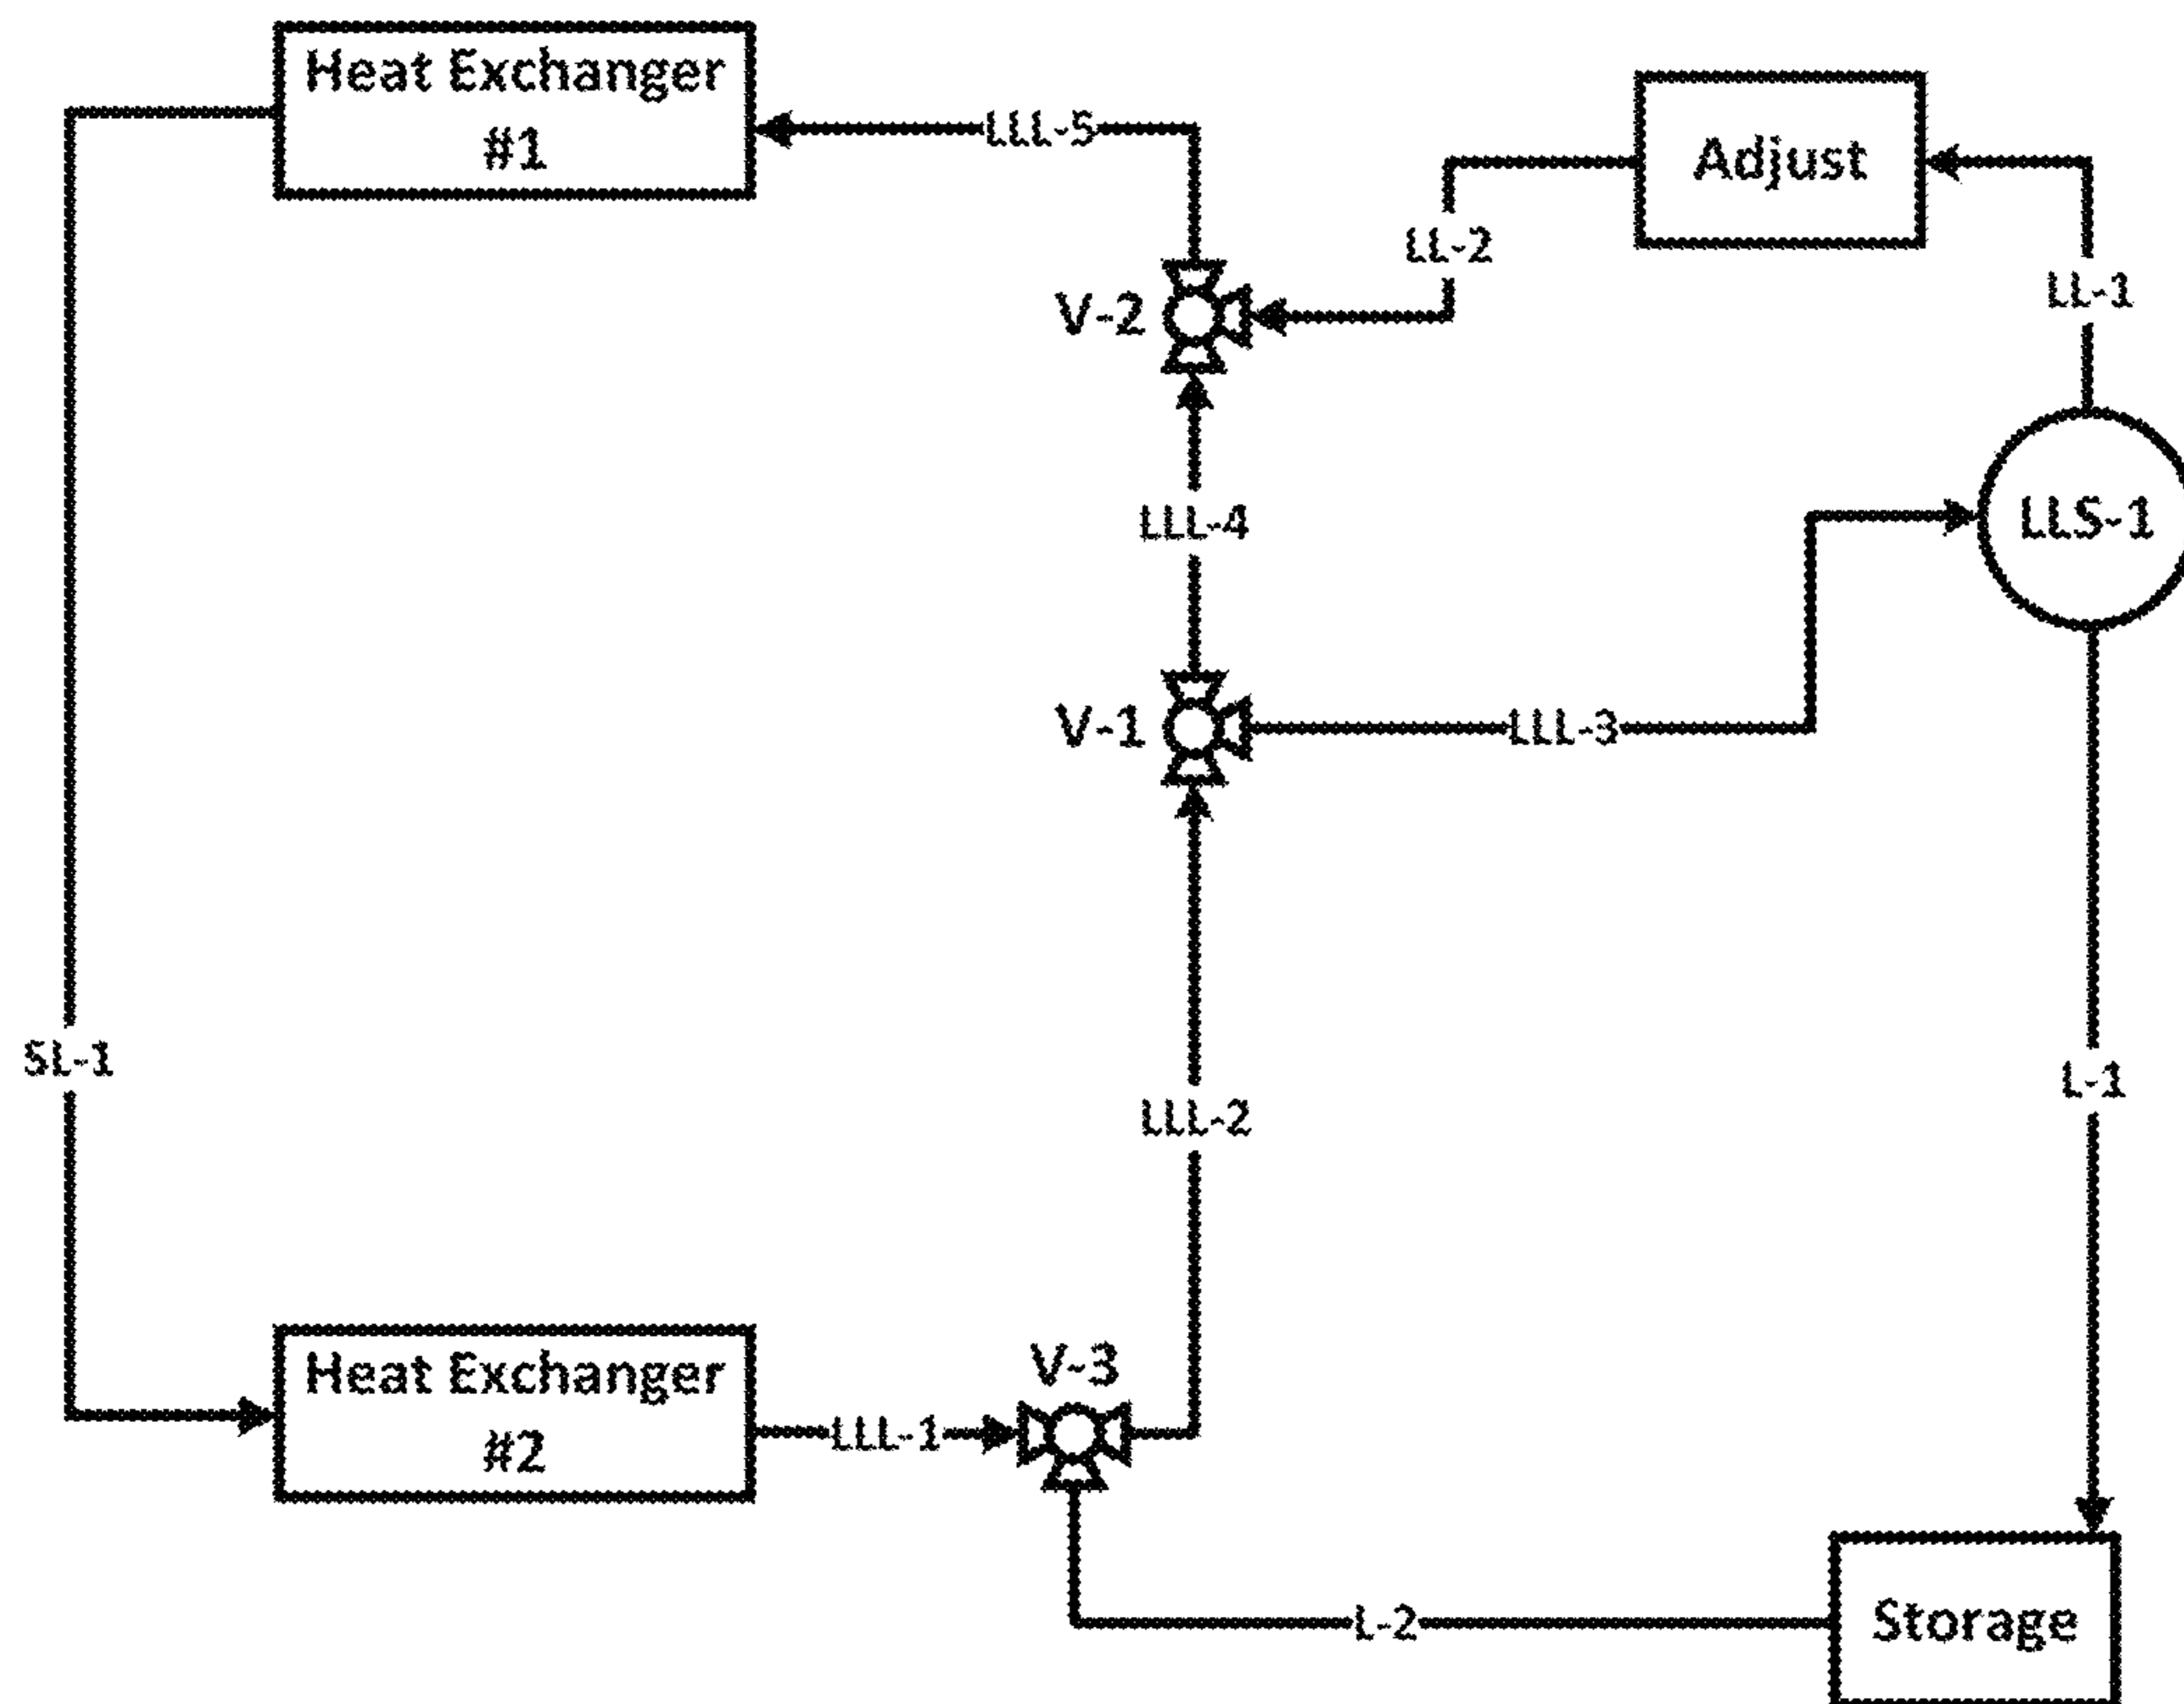 Heat Exchanger
#1
LLL-5
Adjust
LL-2
LL-1
V-2
LLL-4
LLS-1
V-1
LLL-3
SL-1
L-1
LLL-2
Heat Exchanger
#2
LLL-1
V-3
L-2
Storage